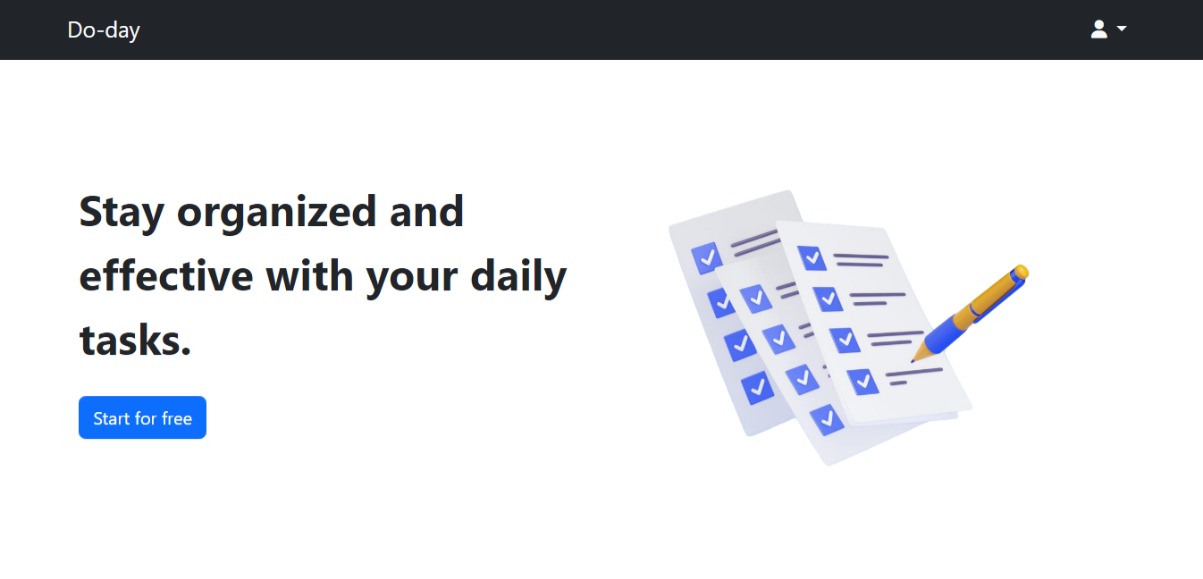 Do-day
Stay organized and
effective with your daily
tasks.
Start for free